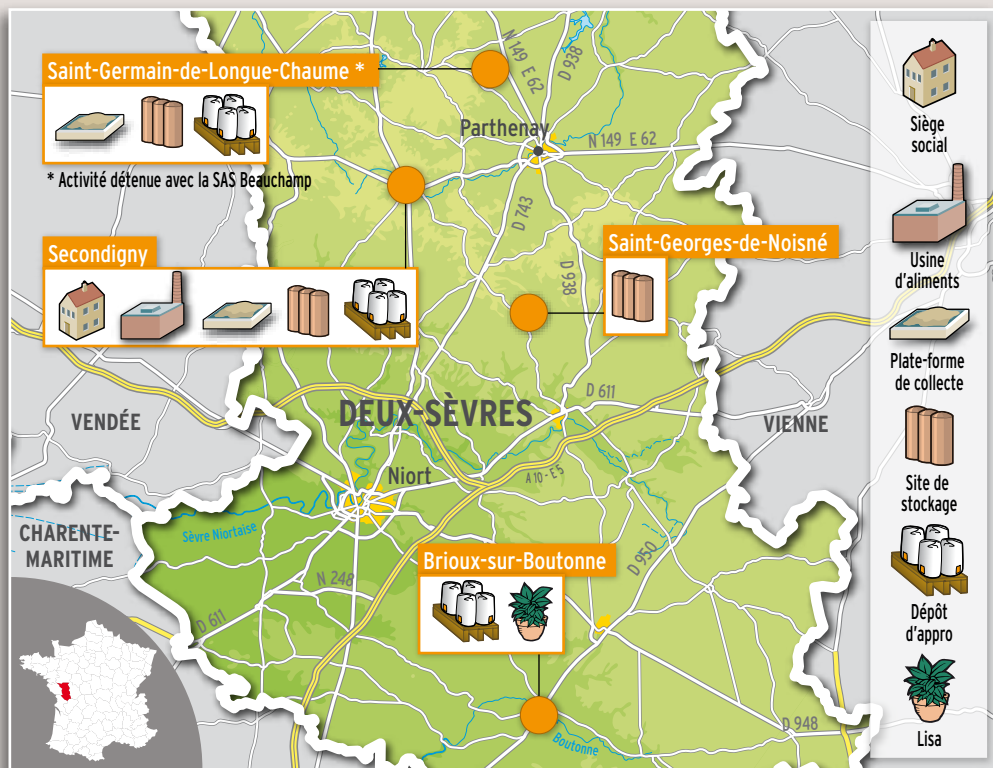 Saint-Germain-de-Longue-Chaume *
* Activité détenue avec la SAS Beauchamp
N 149 E 62
D 938
Parthenay
N 149 E 62
D 743
Secondigny
Saint-Georges-de-Noisné
D 938
VENDÉE
DEUX-SÈVRES
D 611
VIENNE
Niort
A 10 - E 5
CHARENTE-
MARITIME
Sèvre Niortaise
Brioux-sur-Boutonne
D 950
N 248
D 611
D 948
Boutonne
Siège
social
Usine
d'aliments
Plate-forme
de collecte
Site de
stockage
Dépôt
d'appro
Lisa